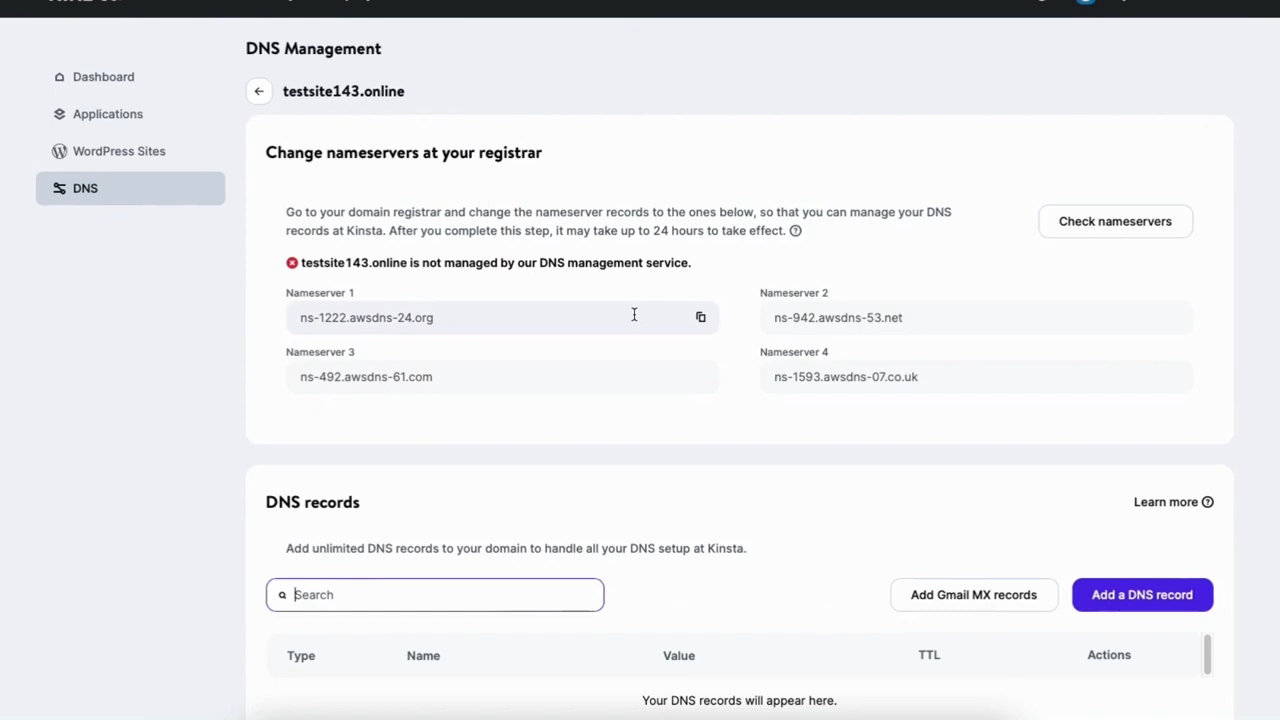 DNS Management
Dashboard
testsite143.online
Applications
Change nameservers at your registrar
WordPress Sites
DNS
Go to your domain registrar and change the nameserver records to the ones below, so that you can manage your DNS
records at Kinsta. After you complete this step, it may take up to 24 hours to take effect.
Check nameservers
testsite143.online is not managed by our DNS management service.
Nameserver 1
Nameserver 2
ns-1222.awsdns-24.org
ns-942.awsdns-53.net
Nameserver 3
Nameserver 4
ns-492.awsdns-61.com
ns-1593.awsdns-07.co.uk
DNS records
Learn more
Add unlimited DNS records to your domain to handle all your DNS setup at Kinsta.
Search
Add Gmail MX records
Add a DNS record
Type Name Value TTL Actions
Your DNS records will appear here.